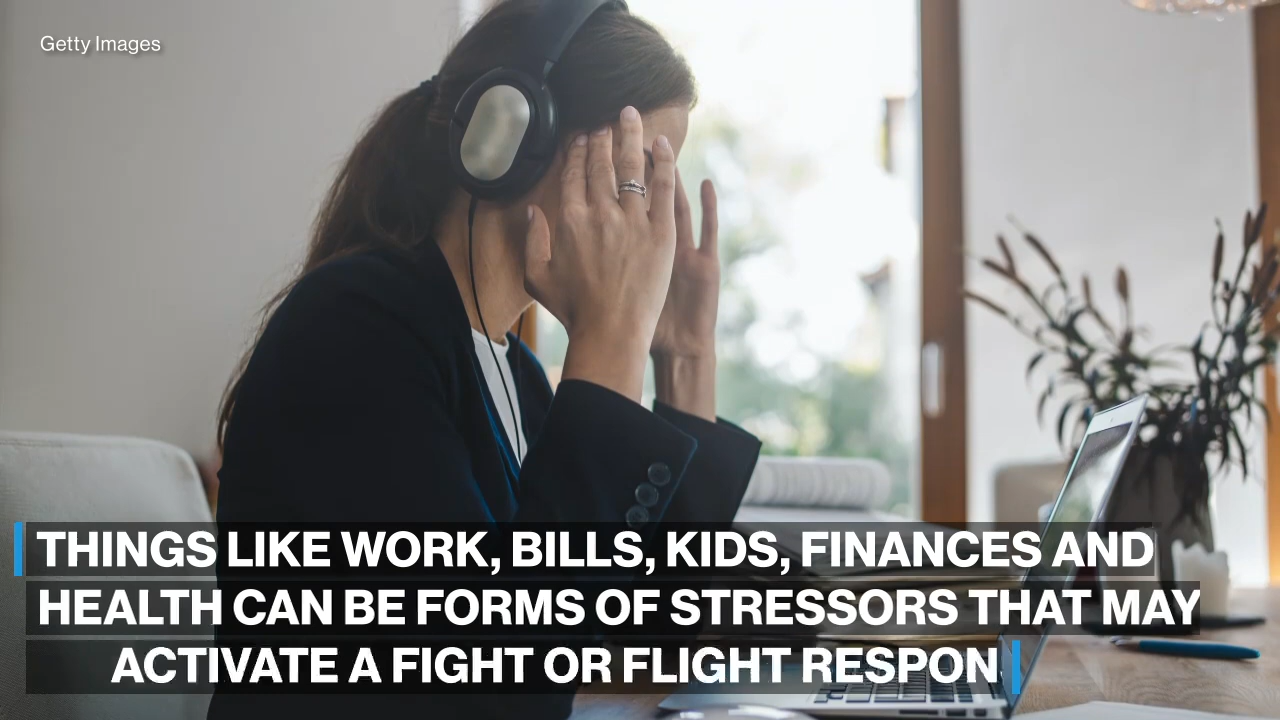 Getty Images
THINGS LIKE WORK, BILLS, KIDS, FINANCES AND
HEALTH CAN BE FORMS OF STRESSORS THAT MAY
ACTIVATE A FIGHT OR FLIGHT RESPON